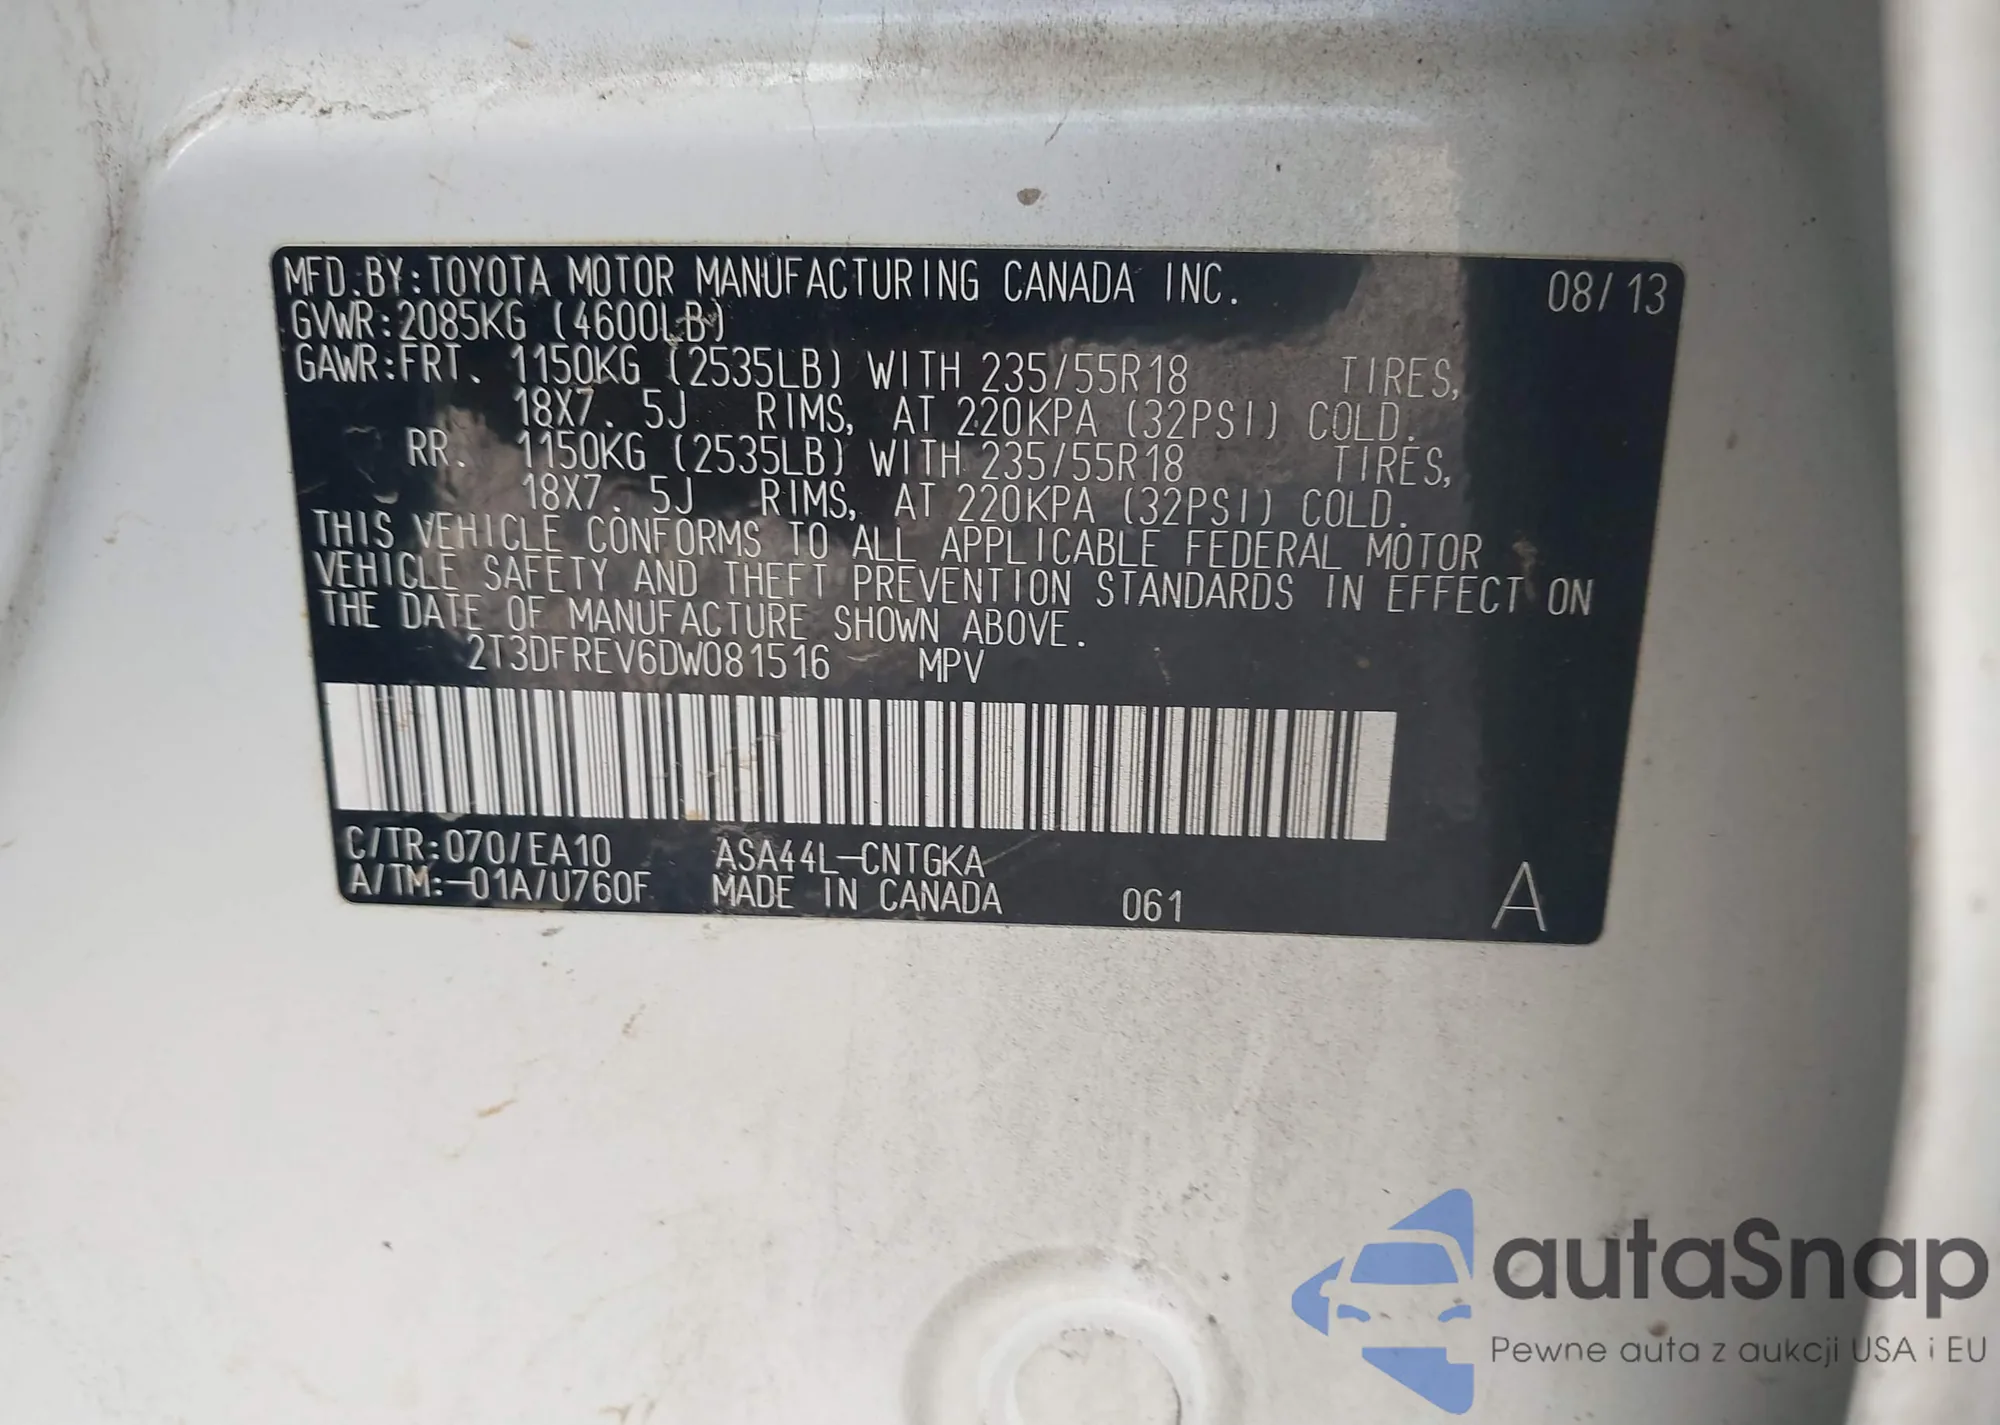 MFD.BY:TOYOTA MOTOR MANUFACTURING CANADA INC. 08/13
GVWR:2085KG (4600LB)
GAWR:FRT. 1150KG (2535LB) WITH 235/55R18 TIRES,
18X7.5J RIMS, AT 220KPA (32PSI) COLD.
RR. 1150KG (2535LB) WITH 235/55R18 TIRES,
18X7.5J RIMS, AT 220KPA (32PSI) COLD.
THIS VEHICLE CONFORMS TO ALL APPLICABLE FEDERAL MOTOR
VEHICLE SAFETY AND THEFT PREVENTION STANDARDS IN EFFECT ON
THE DATE OF MANUFACTURE SHOWN ABOVE.
2T3DFREV6DW081516 MPV
C/TR:070/EA10 ASA44L-CNTGKA
A/TM:-01A/U760F MADE IN CANADA 061 A
autaSnap
Pewne auta z aukcji USA i EU